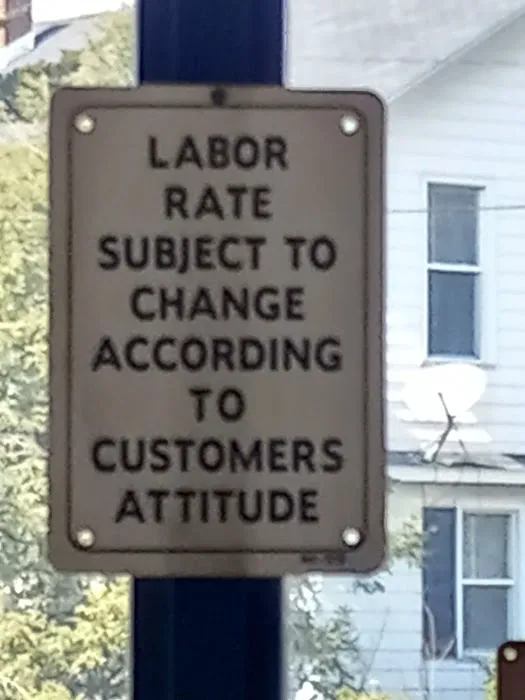 LABOR
RATE
SUBJECT TO
CHANGE
ACCORDING
TO
CUSTOMERS
ATTITUDE